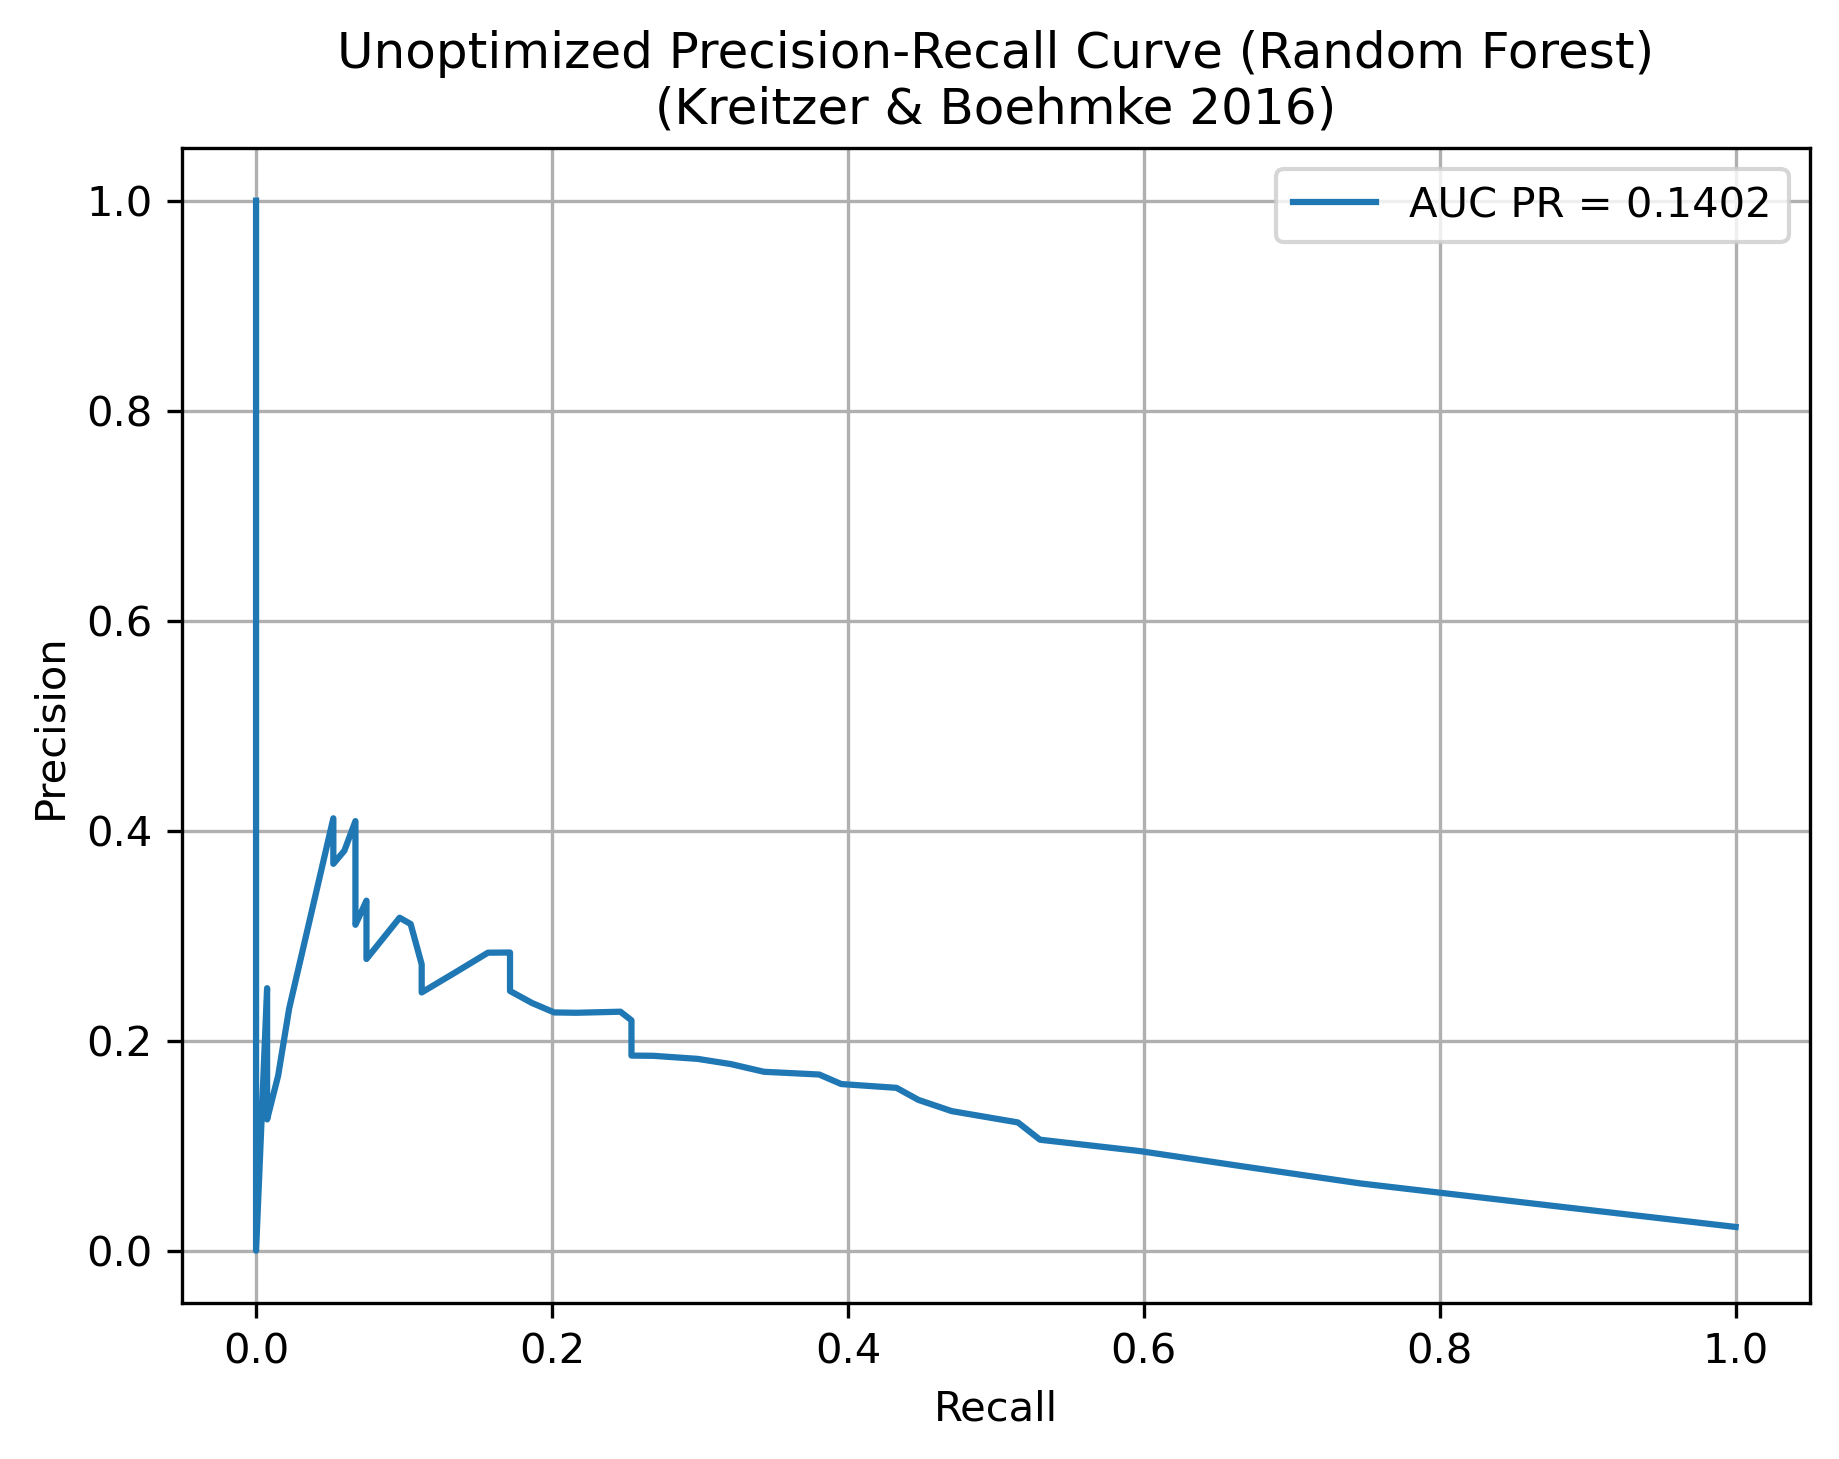 Unoptimized Precision-Recall Curve (Random Forest)
(Kreitzer & Boehmke 2016)
AUC PR = 0.1402
1.0
0.8
0.6
0.4
0.2
0.0
Precision
0.0 0.2 0.4 0.6 0.8 1.0
Recall